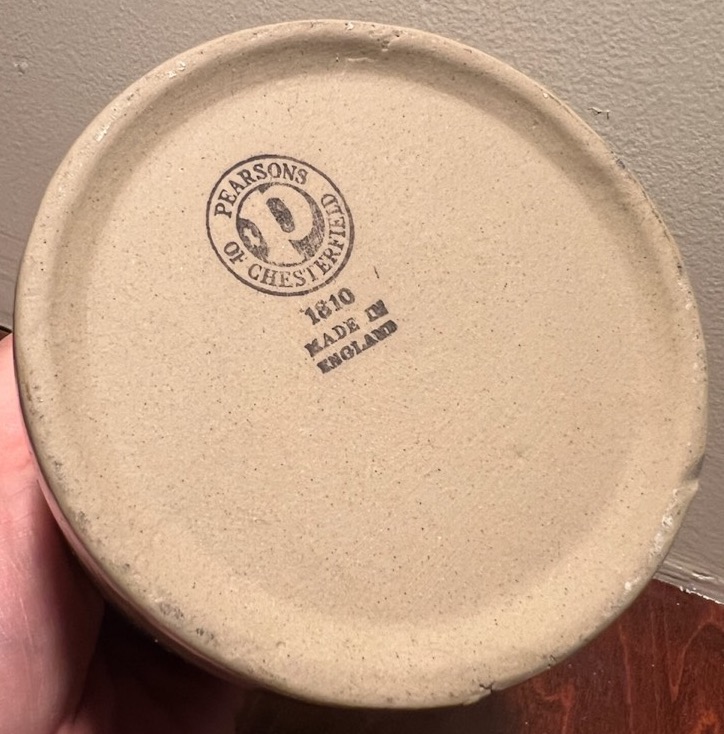 PEARSONS
OF CHESTERFIELD
P
1810
MADE IN
ENGLAND